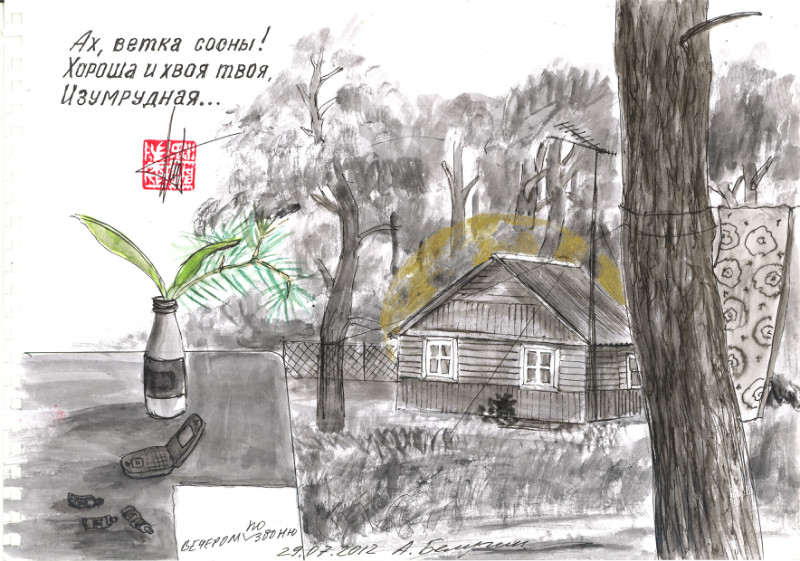 Ах, ветка сосны!
Хороша и хвоя твоя,
Изумрудная...
вечером позвоню
29.07.2012 А.